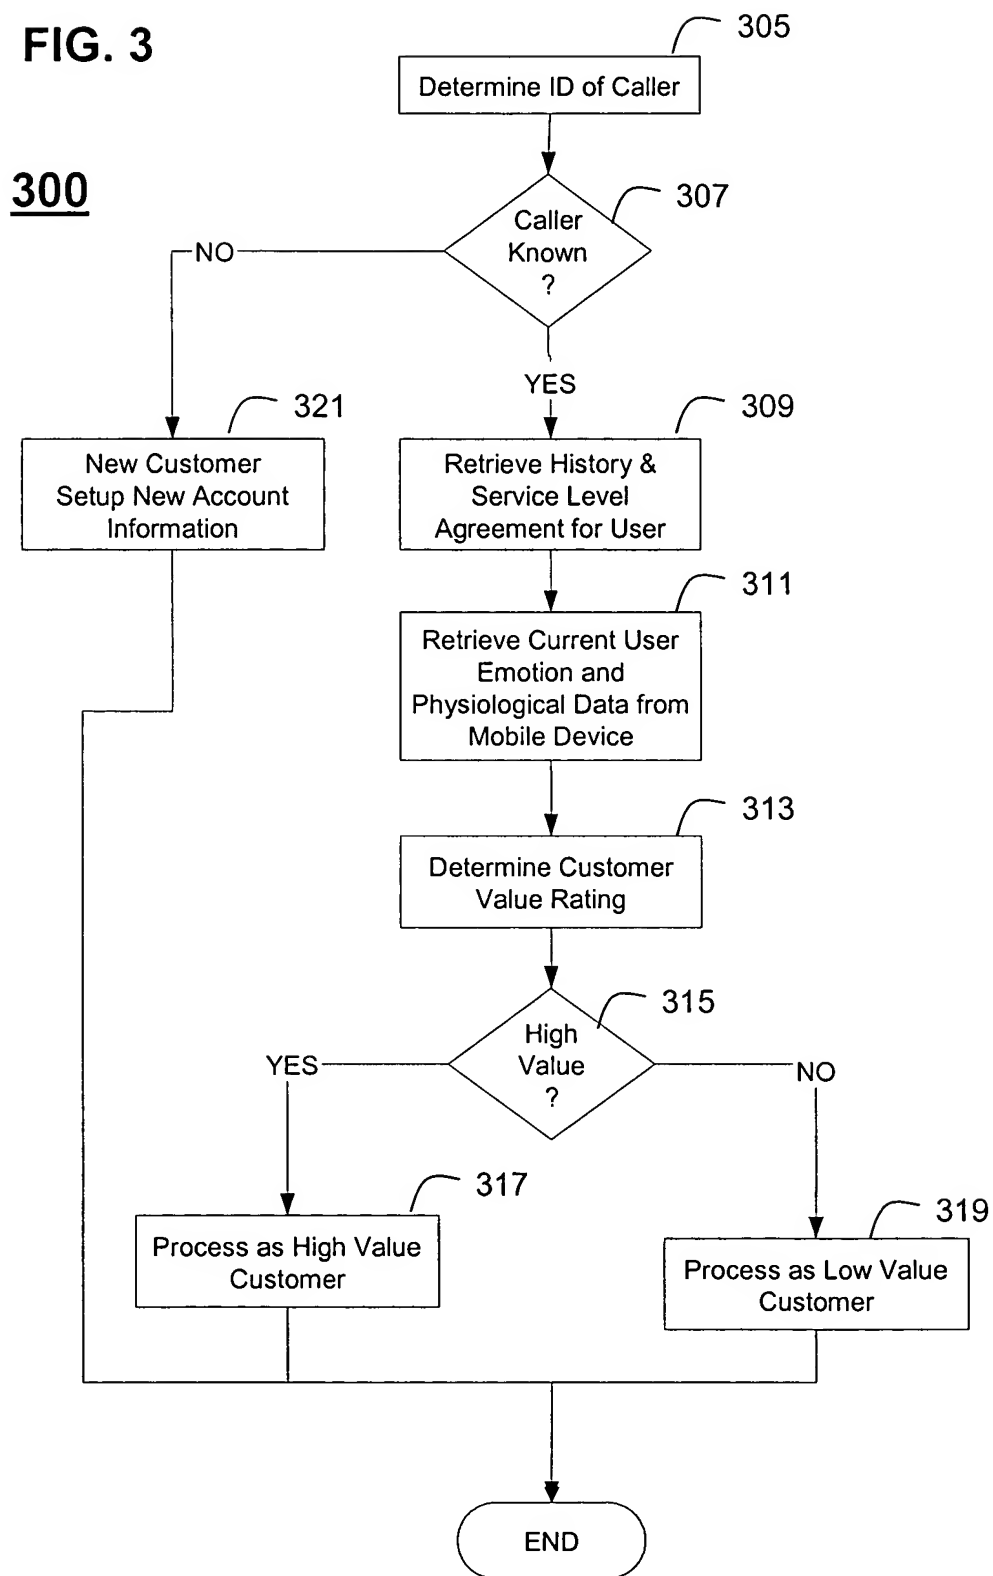 FIG. 3
300
305
Determine ID of Caller
307
Caller
Known
?
NO
YES
321
New Customer
Setup New Account
Information
309
Retrieve History &
Service Level
Agreement for User
311
Retrieve Current User
Emotion and
Physiological Data from
Mobile Device
313
Determine Customer
Value Rating
315
High
Value
?
YES
NO
317
Process as High Value
Customer
319
Process as Low Value
Customer
END